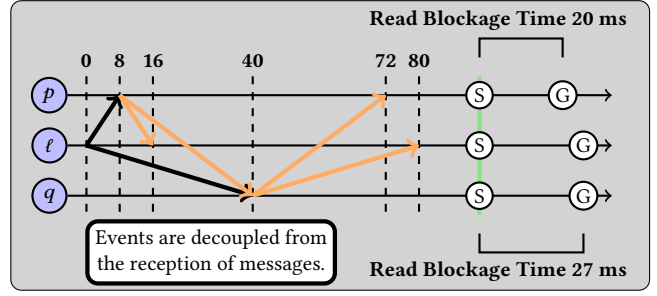 Read Blockage Time 20 ms
0 8 16 40 72 80
p S G
ℓ S G
q S G
Events are decoupled from
the reception of messages.
Read Blockage Time 27 ms